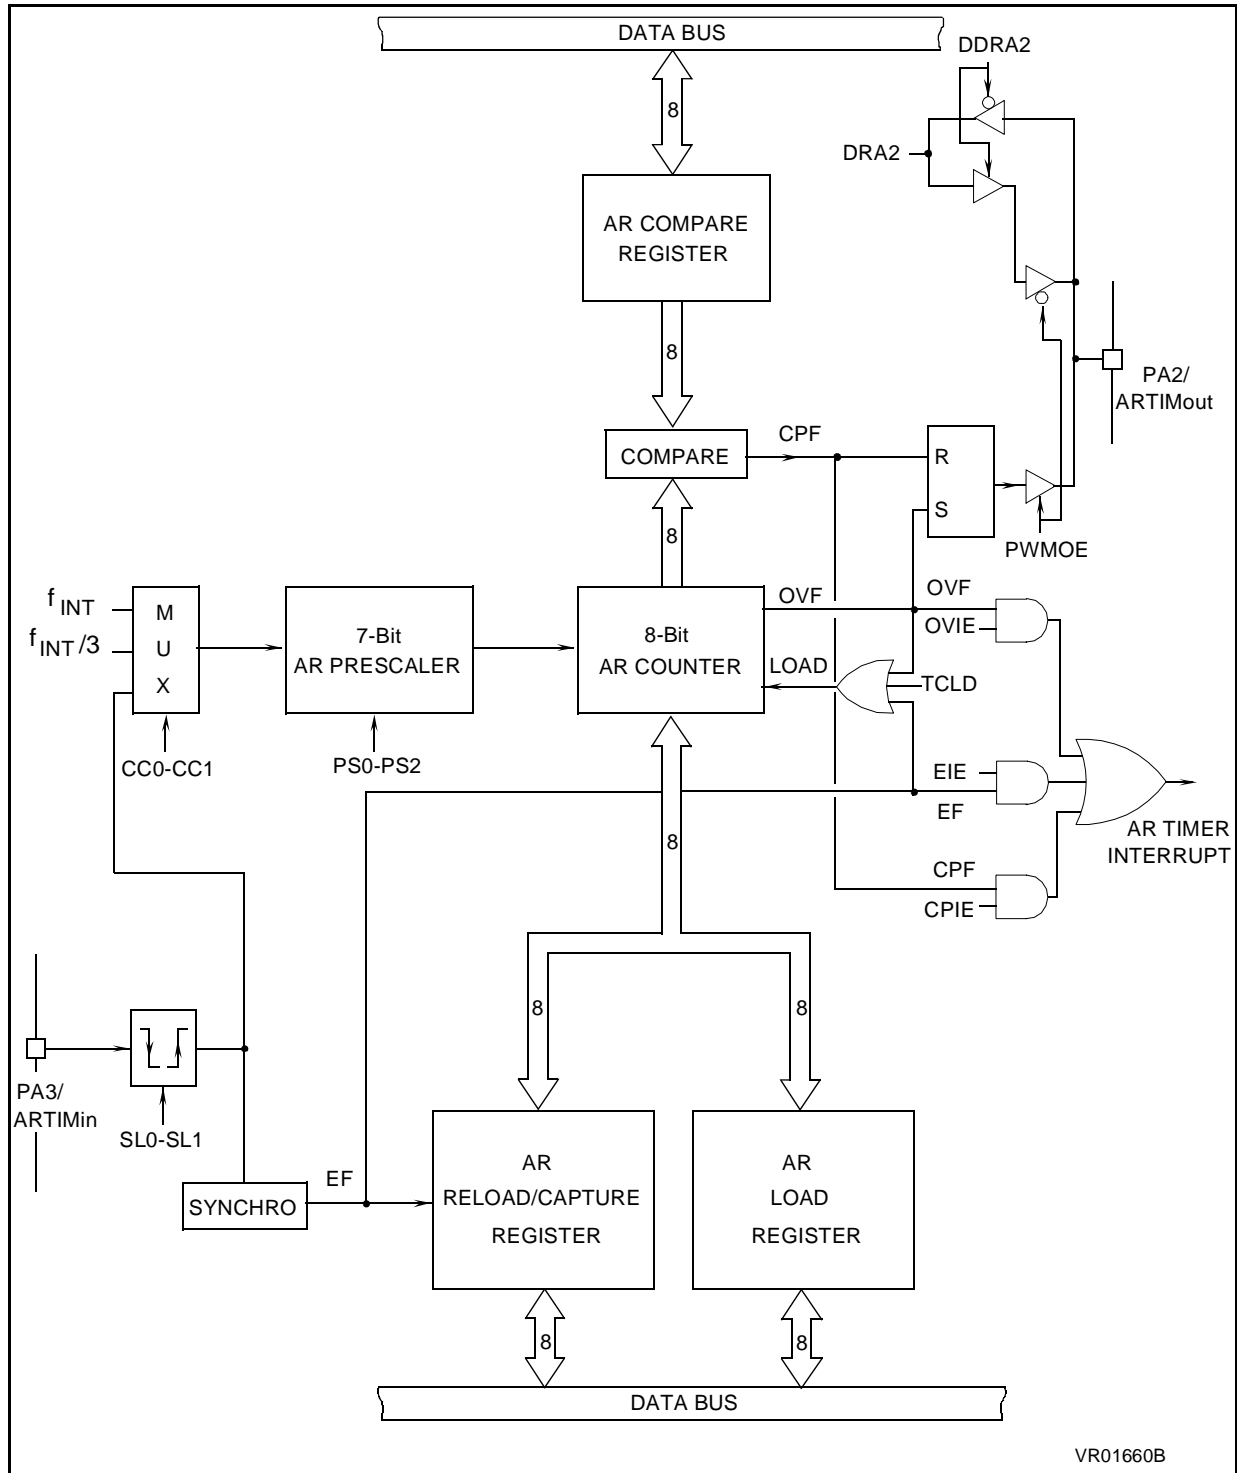 DATA BUS
DDRA2
8
DRA2
AR COMPARE
REGISTER
8
PA2/
ARTIMout
CPF
COMPARE
R
S
8
PWMOE
f INT
f INT /3
M
U
X
7-Bit
AR PRESCALER
8-Bit
AR COUNTER
OVF
OVF
OVIE
LOAD
TCLD
CC0-CC1
PS0-PS2
EIE
EF
8
AR TIMER
INTERRUPT
CPF
CPIE
8
8
PA3/
ARTIMin
SL0-SL1
SYNCHRO
EF
AR
RELOAD/CAPTURE
REGISTER
AR
LOAD
REGISTER
8
8
DATA BUS
VR01660B